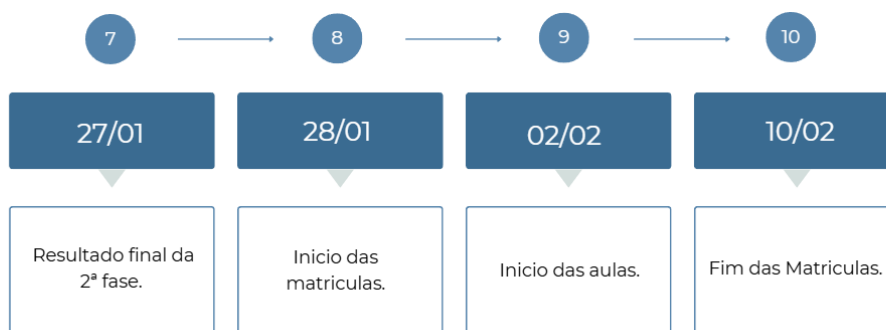 7
8
9
10
27/01
28/01
02/02
10/02
Resultado final da
2ª fase.
Inicio das
matriculas.
Inicio das aulas.
Fim das Matriculas.